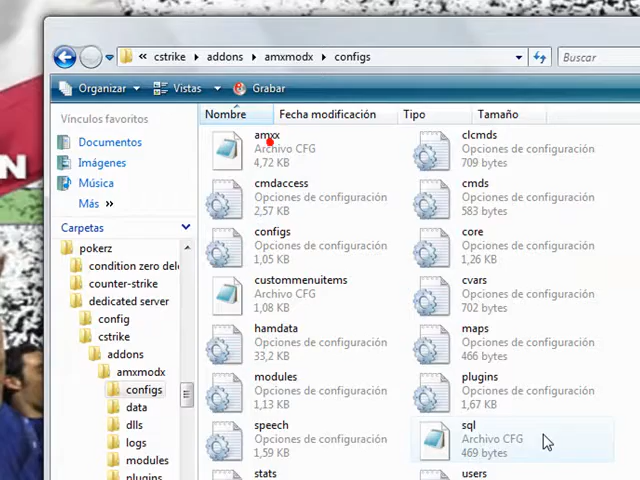 « cstrike ▸ addons ▸ amxmodx ▸ configs
Buscar
Organizar
Vistas
Grabar
Vínculos favoritos
Documentos
Imágenes
Música
Más »
Carpetas
pokerz
condition zero dele
counter-strike
dedicated server
config
cstrike
addons
amxmodx
configs
data
dlls
logs
modules
plugins
Nombre
Fecha modificación
Tipo
Tamaño
amxx
Archivo CFG
4,72 KB
clcmds
Opciones de configuración
709 bytes
cmdaccess
Opciones de configuración
2,57 KB
cmds
Opciones de configuración
583 bytes
configs
Opciones de configuración
1,05 KB
core
Opciones de configuración
1,26 KB
custommenuitems
Archivo CFG
1,08 KB
cvars
Opciones de configuración
702 bytes
hamdata
Opciones de configuración
33,2 KB
maps
Opciones de configuración
466 bytes
modules
Opciones de configuración
1,13 KB
plugins
Opciones de configuración
1,67 KB
speech
Opciones de configuración
1,59 KB
sql
Archivo CFG
469 bytes
stats
users